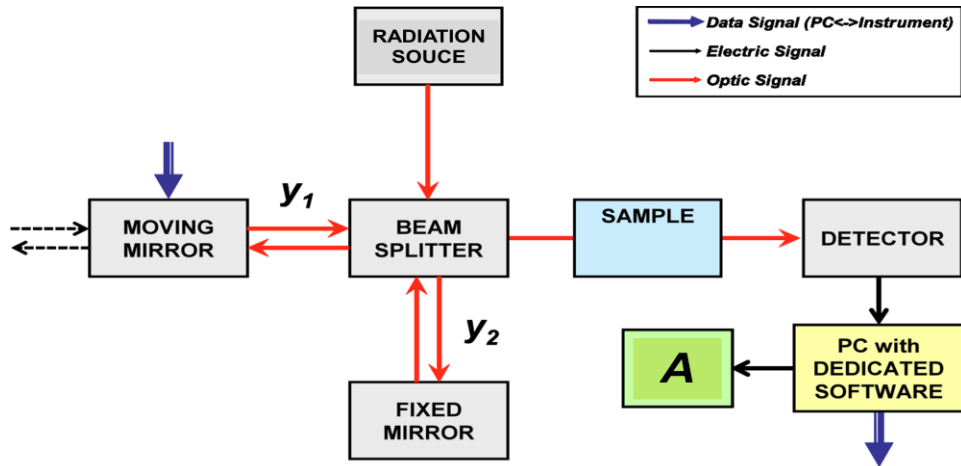 RADIATION
SOUCE
Data Signal (PC<->Instrument)
Electric Signal
Optic Signal
MOVING
MIRROR
y1
BEAM
SPLITTER
SAMPLE
DETECTOR
y2
FIXED
MIRROR
A
PC with
DEDICATED
SOFTWARE